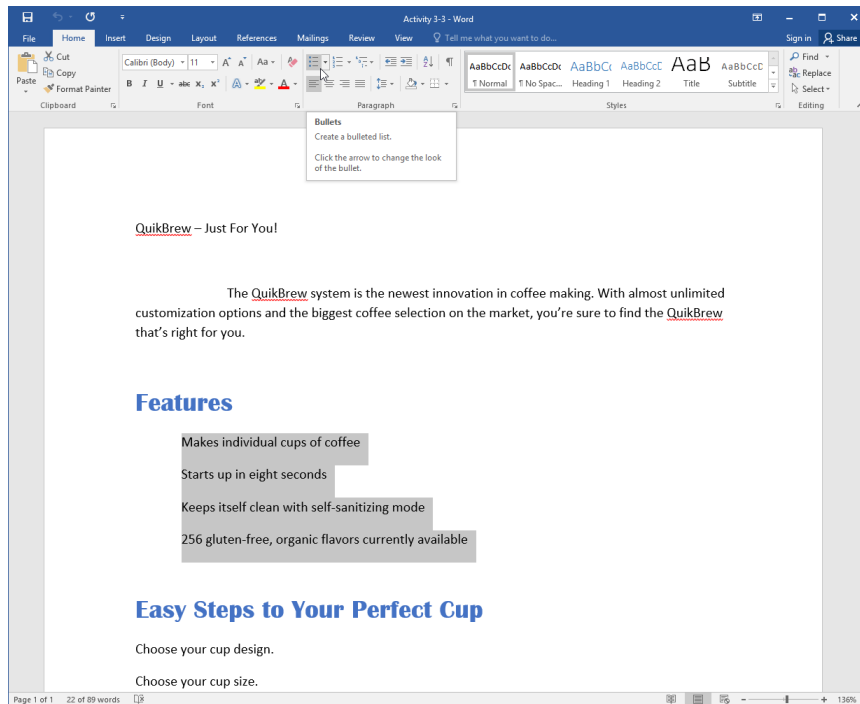 Activity 3-3 - Word
File Home Insert Design Layout References Mailings Review View Tell me what you want to do... Sign in Share
Paste
Cut
Copy
Format Painter
Clipboard
Calibri (Body) 11 A A Aa
B I U abc X₂ X² A aby A
Font
Paragraph
AaBbCcDc AaBbCcDc AaBbCc AaBbCcE AaB AaBbCcD
¶ Normal ¶ No Spac... Heading 1 Heading 2 Title Subtitle
Styles
Find
Replace
Select
Editing
Bullets
Create a bulleted list.
Click the arrow to change the look
of the bullet.
QuikBrew – Just For You!
The QuikBrew system is the newest innovation in coffee making. With almost unlimited
customization options and the biggest coffee selection on the market, you’re sure to find the QuikBrew
that’s right for you.
Features
Makes individual cups of coffee
Starts up in eight seconds
Keeps itself clean with self-sanitizing mode
256 gluten-free, organic flavors currently available
Easy Steps to Your Perfect Cup
Choose your cup design.
Choose your cup size.
Page 1 of 1 22 of 89 words 136%